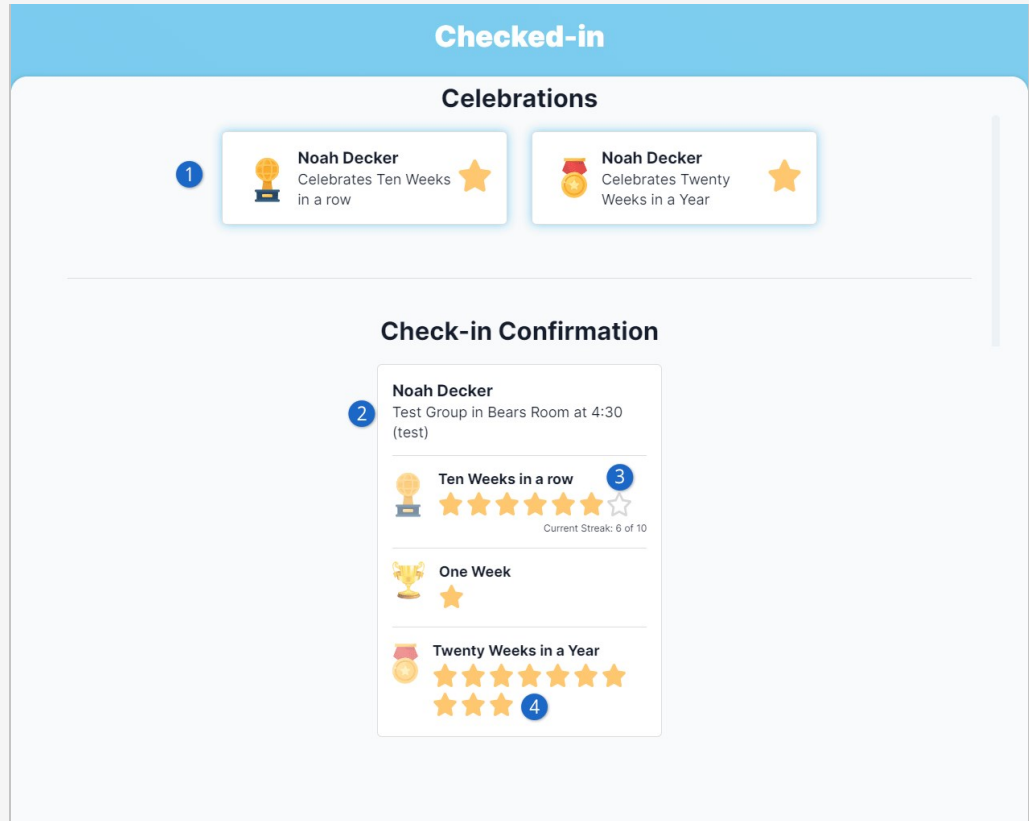 Checked-in
Celebrations
1
Noah Decker
Celebrates Ten Weeks
in a row
Noah Decker
Celebrates Twenty
Weeks in a Year
Check-in Confirmation
2
Noah Decker
Test Group in Bears Room at 4:30
(test)
Ten Weeks in a row
3
Current Streak: 6 of 10
One Week
Twenty Weeks in a Year
4